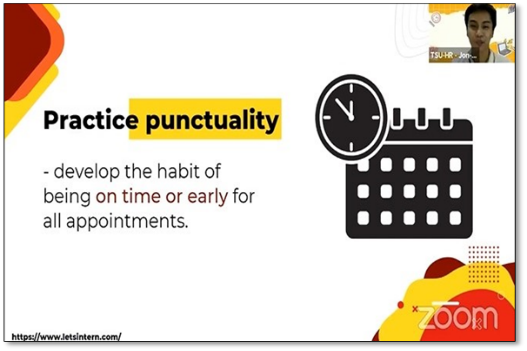 TSU-HR - Jon-...
Practice punctuality
- develop the habit of
being on time or early for
all appointments.
zoom
https://www.letsintern.com/